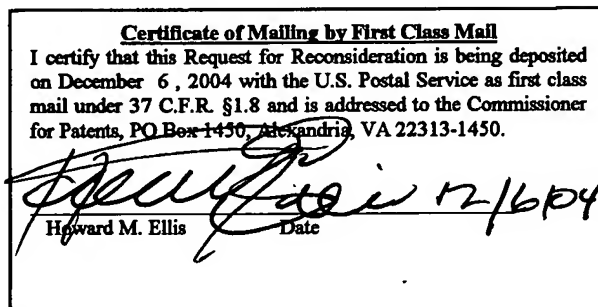 Certificate of Mailing by First Class Mail
I certify that this Request for Reconsideration is being deposited
on December 6 , 2004 with the U.S. Postal Service as first class
mail under 37 C.F.R. §1.8 and is addressed to the Commissioner
for Patents, PO Box 1450, Alexandria, VA 22313-1450.
12/6/04
Howard M. Ellis Date